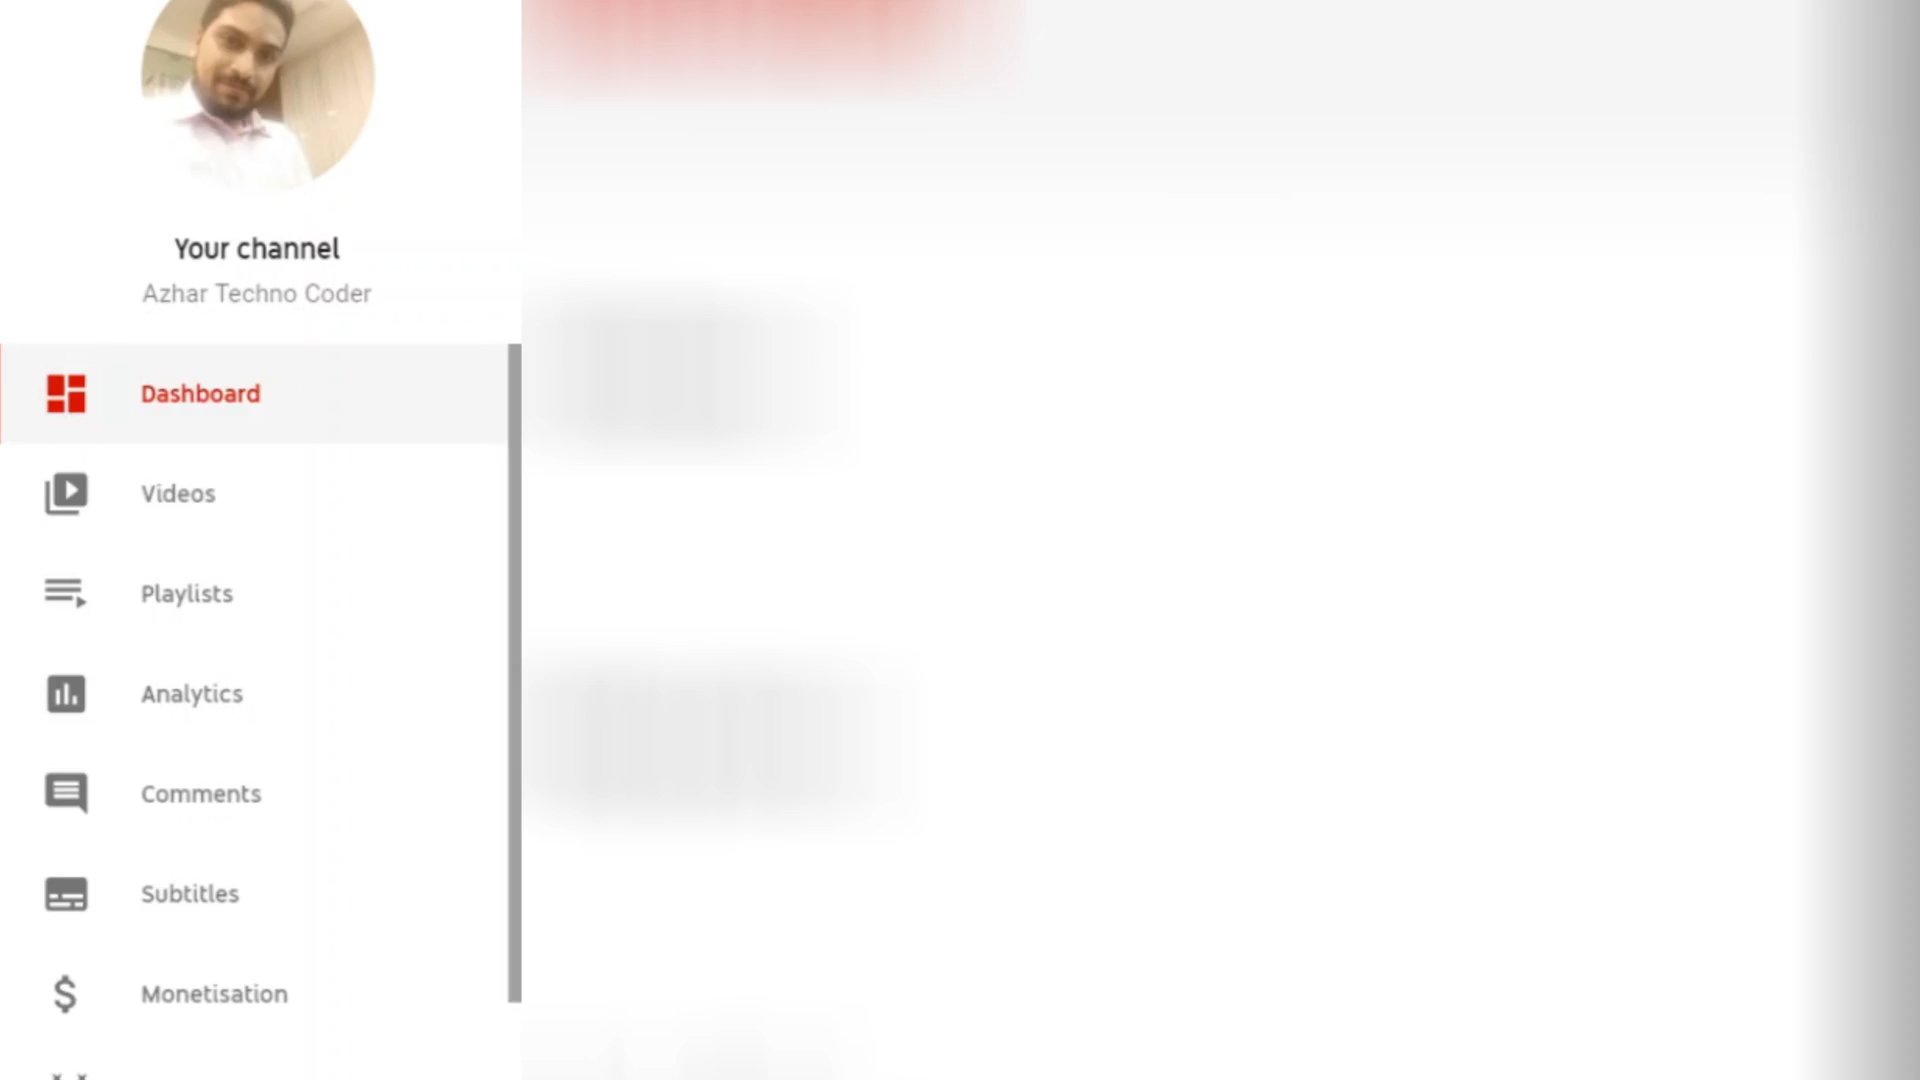 Your channel
Azhar Techno Coder
Dashboard
Videos
Playlists
Analytics
Comments
Subtitles
Monetisation